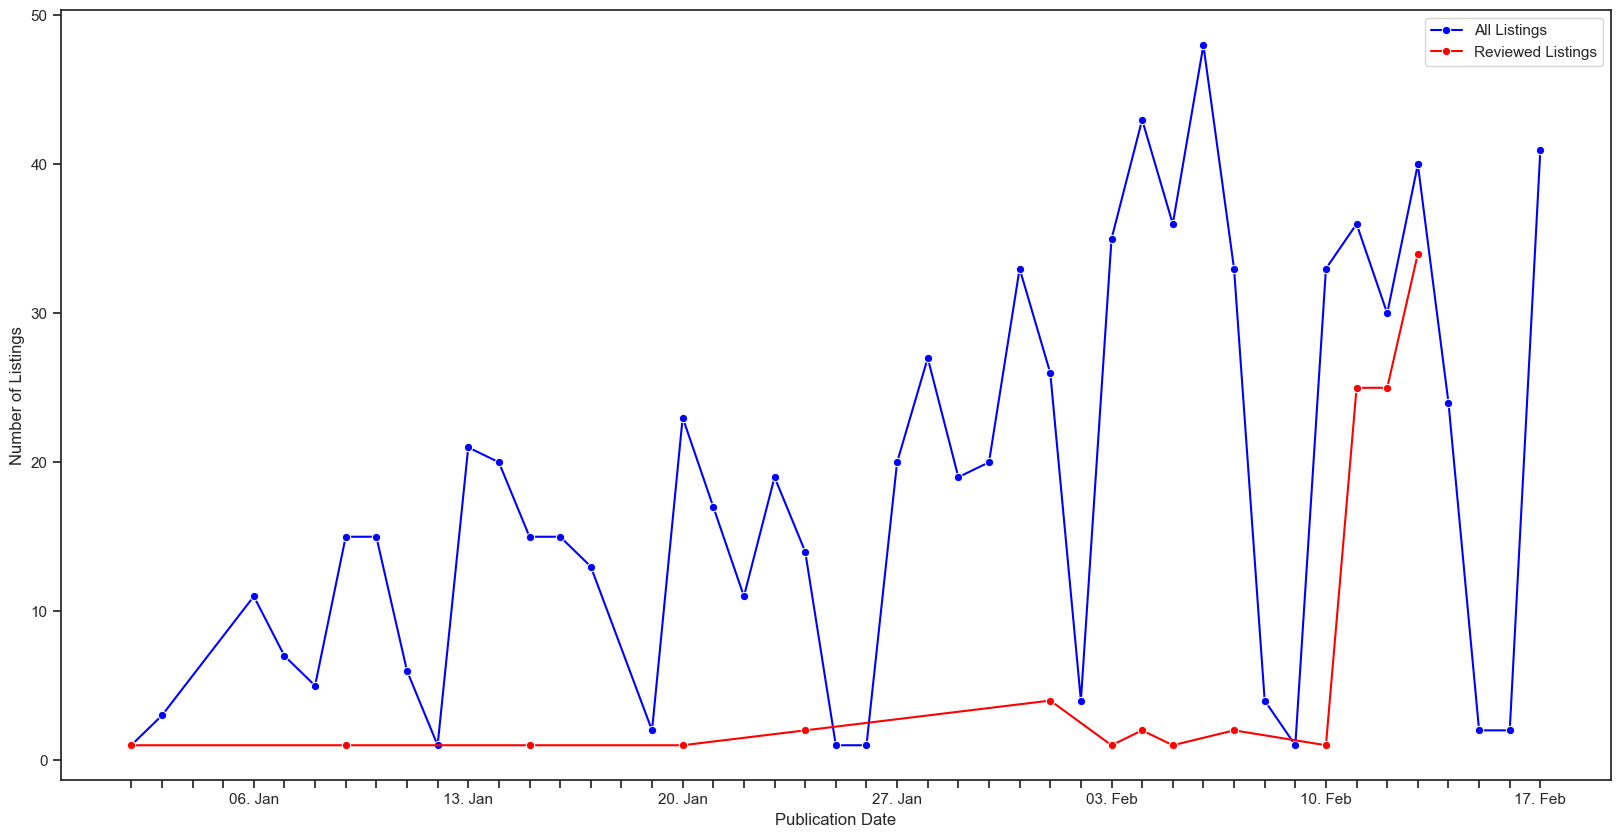 50
40
30
20
10
0
Number of Listings
All Listings
Reviewed Listings
06. Jan
13. Jan
20. Jan
27. Jan
03. Feb
10. Feb
17. Feb
Publication Date